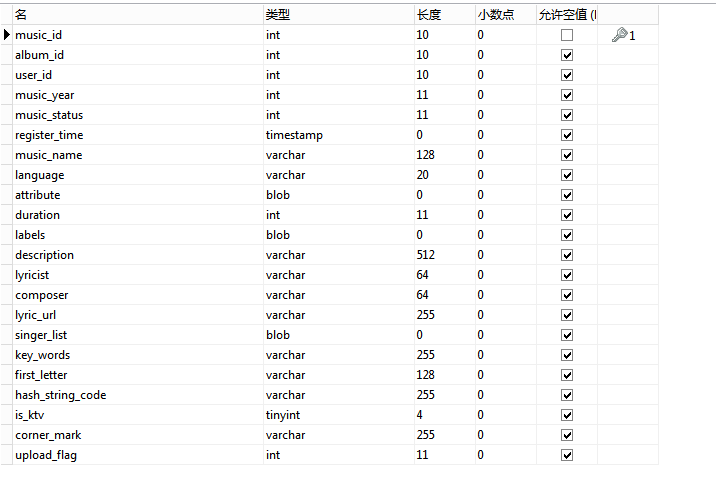 名 类型 长度 小数点 允许空值 (
music_id int 10 0 1
album_id int 10 0
user_id int 10 0
music_year int 11 0
music_status int 11 0
register_time timestamp 0 0
music_name varchar 128 0
language varchar 20 0
attribute blob 0 0
duration int 11 0
labels blob 0 0
description varchar 512 0
lyricist varchar 64 0
composer varchar 64 0
lyric_url varchar 255 0
singer_list blob 0 0
key_words varchar 255 0
first_letter varchar 128 0
hash_string_code varchar 255 0
is_ktv tinyint 4 0
corner_mark varchar 255 0
upload_flag int 11 0